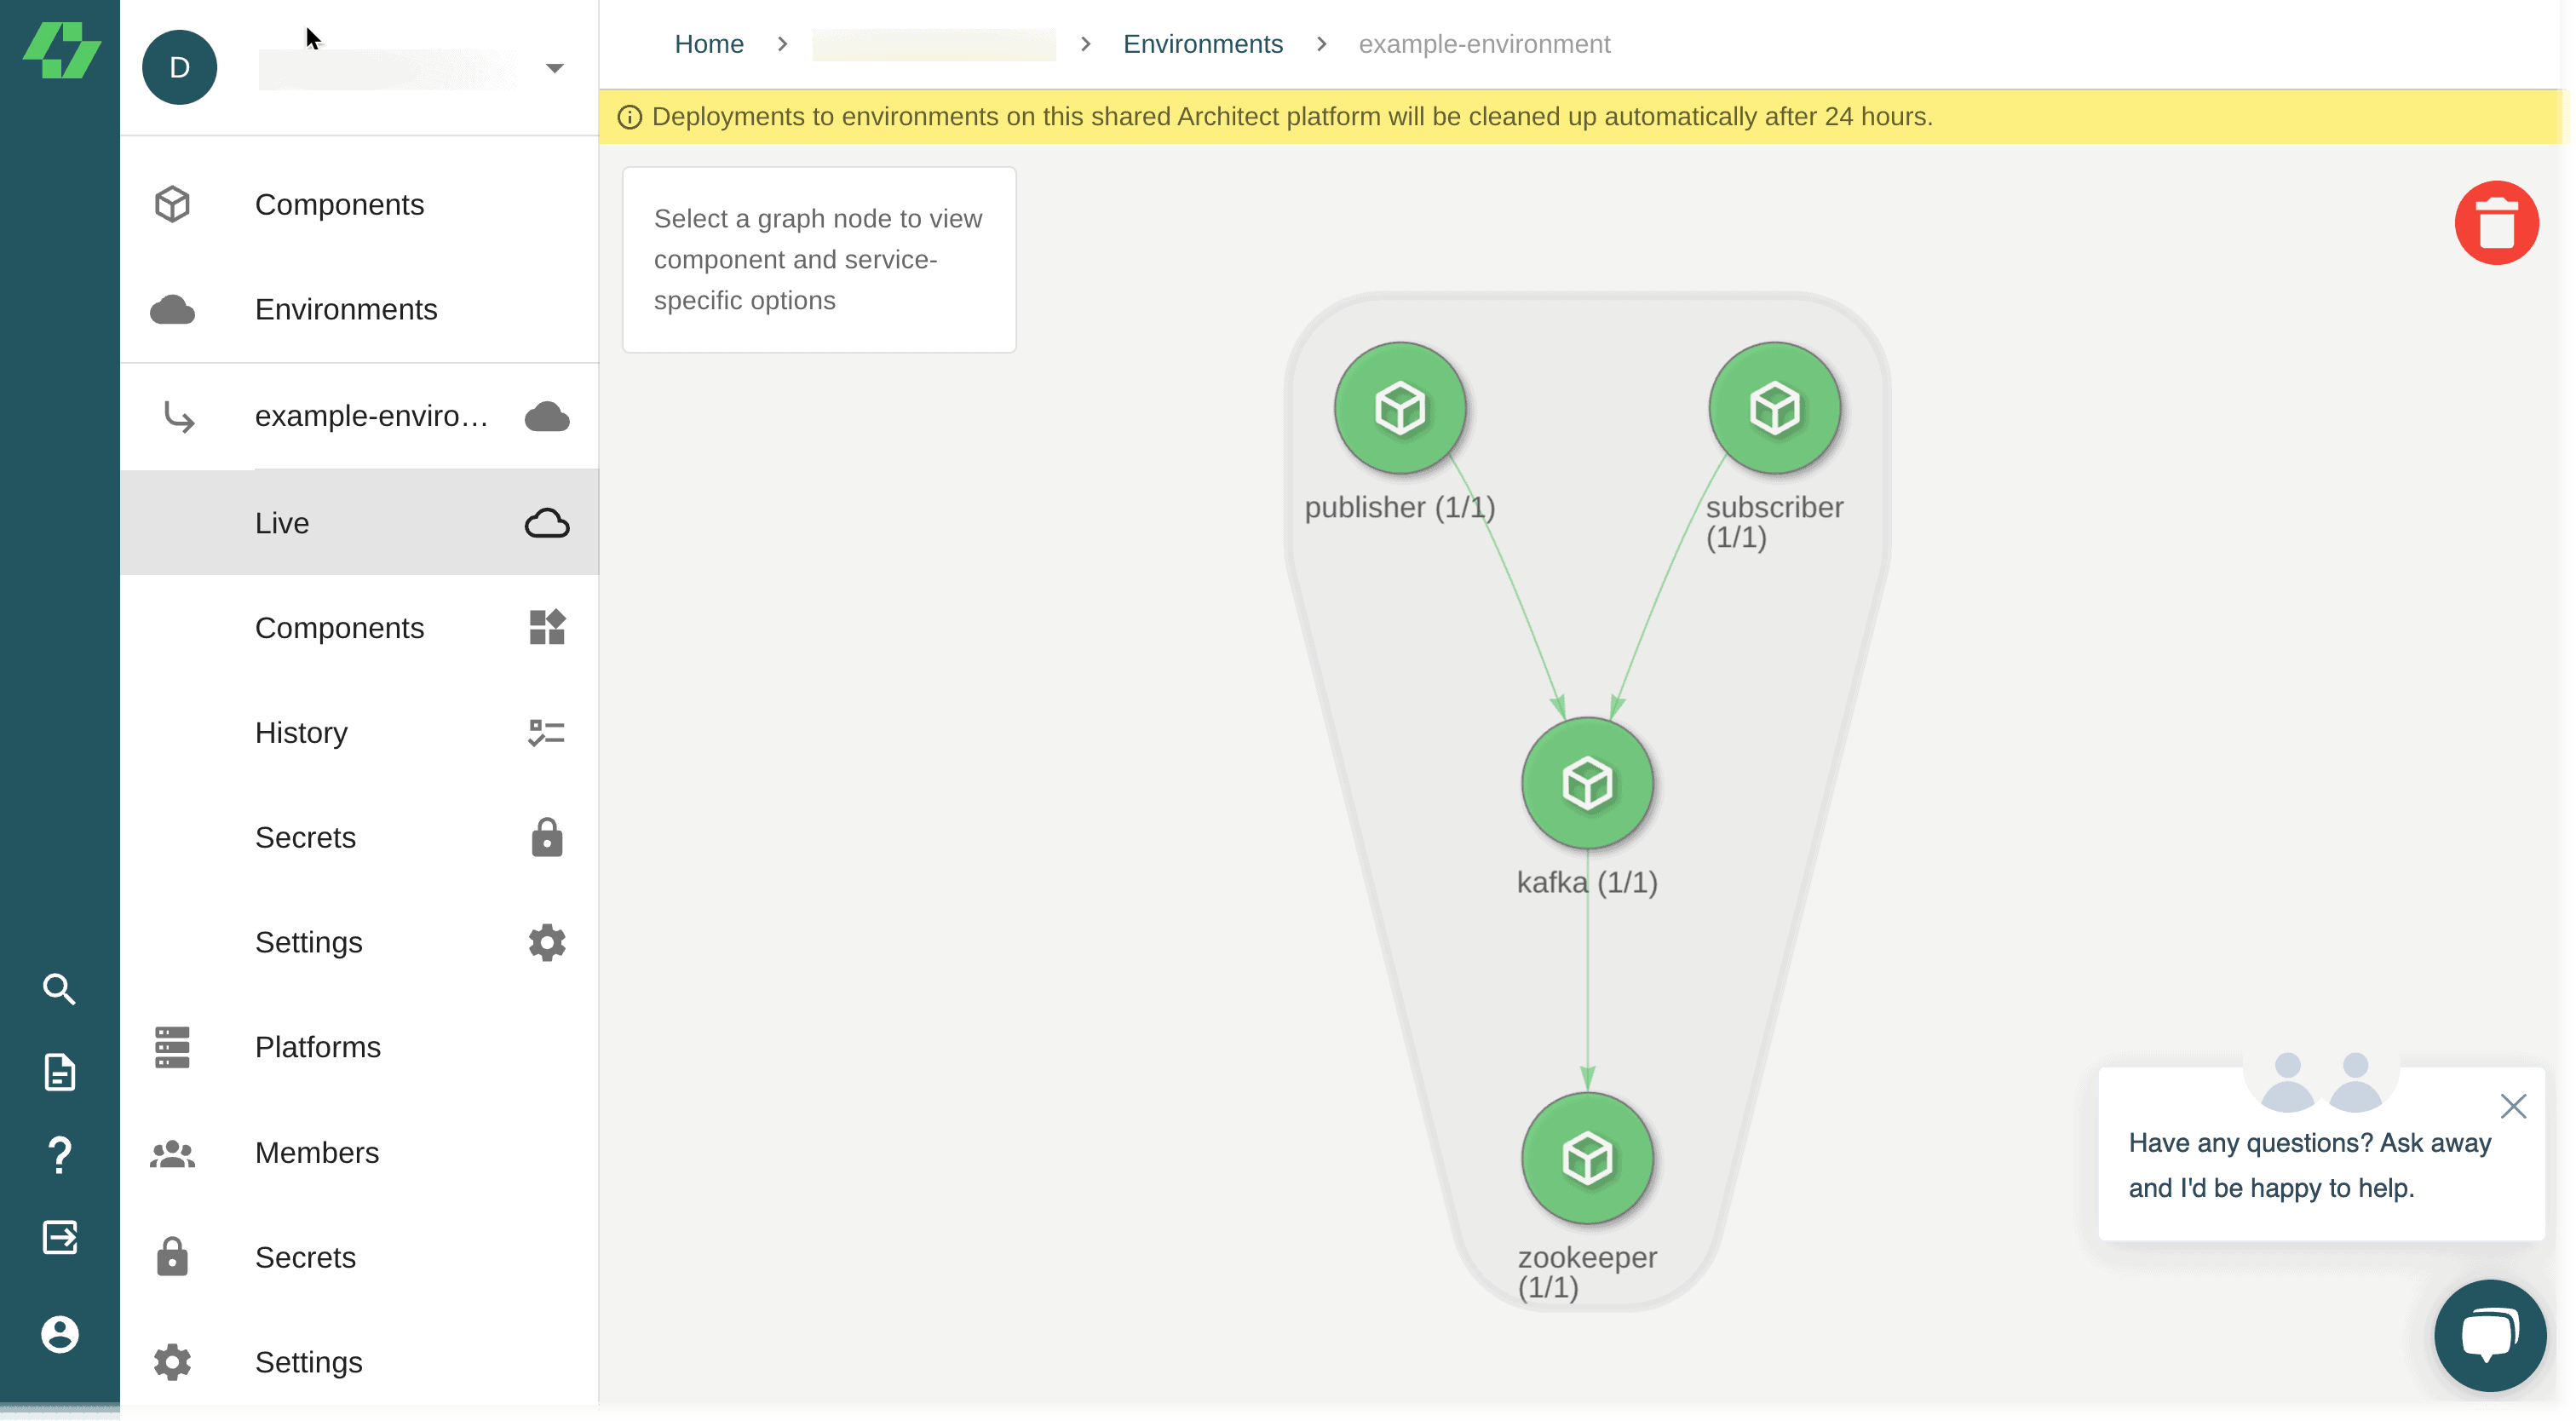 D
Components
Environments
example-enviro…
Live
Components
History
Secrets
Settings
Platforms
Members
Secrets
Settings
Home > > Environments > example-environment
Deployments to environments on this shared Architect platform will be cleaned up automatically after 24 hours.
Select a graph node to view
component and service-
specific options
publisher (1/1)
subscriber
(1/1)
kafka (1/1)
zookeeper
(1/1)
Have any questions? Ask away
and I'd be happy to help.